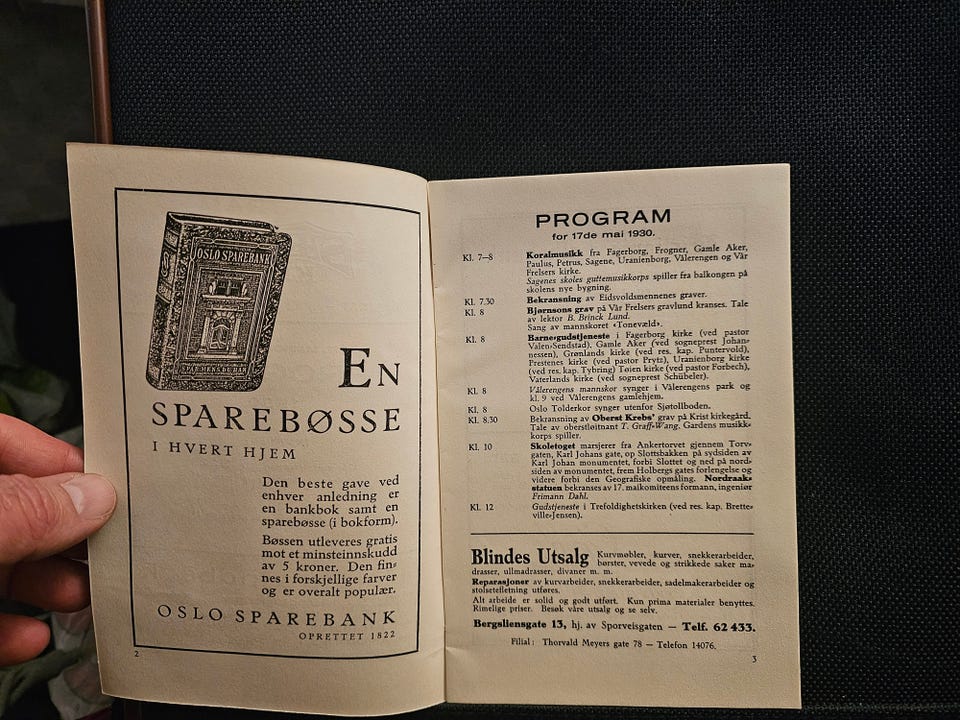 OSLO SPAREBANK
SPAR MENS DU HAR
EN
SPAREBØSSE
I HVERT HJEM
Den beste gave ved
enhver anledning er
en bankbok samt en
sparebøsse (i bokform).
Bøssen utleveres gratis
mot et minsteinnskudd
av 5 kroner. Den fin-
nes i forskjellige farver
og er overalt populær.
OSLO SPAREBANK
OPRETTET 1822
2
PROGRAM
for 17de mai 1930.
Kl. 7–8 Koralmusikk fra Fagerborg, Frogner, Gamle Aker,
Paulus, Petrus, Sagene, Uranienborg, Vålerengen og Vår
Frelsers kirke.
Sagenes skoles guttemusikkorps spiller fra balkongen på
skolens nye bygning.
Kl. 7.30 Bekransning av Eidsvoldsmennenes graver.
Kl. 8 Bjørnsons grav på Vår Frelsers gravlund kranses. Tale
av lektor B. Brinck Lund.
Sang av mannskoret «Tonevæld».
Kl. 8 Barne-gudstjeneste i Fagerborg kirke (ved pastor
Valen-Sendstad), Gamle Aker (ved sogneprest Johan-
nessen), Grønlands kirke (ved res. kap. Puntervold),
Prestenes kirke (ved pastor Prytz), Uranienborg kirke
(ved res. kap. Tybring) Tøien kirke (ved pastor Forbech),
Vaterlands kirke (ved sogneprest Schübeler).
Kl. 8 Vålerengens mannskor synger i Vålerengens park og
kl. 9 ved Vålerengens gamlehjem.
Kl. 8 Oslo Tolderkor synger utenfor Sjøtollboden.
Kl. 8.30 Bekransning av Oberst Krebs' grav på Krist kirkegård.
Tale av oberstløitnant T. Graff-Wang. Gardens musikk-
korps spiller.
Kl. 10 Skoletoget marsjerer fra Ankertorvet gjennem Torv-
gaten, Karl Johans gate, op Slottsbakken på sydsiden av
Karl Johan monumentet, forbi Slottet og ned på nord-
siden av monumentet, frem Holbergs gates forlengelse og
videre forbi den Geografiske opmåling. Nordraak-
statuen bekranses av 17. maikomiteens formann, ingeniør
Frimann Dahl.
Kl. 12 Gudstjeneste i Trefoldighetskirken (ved res. kap. Brette-
ville-Jensen).
Blindes Utsalg Kurvmøbler, kurver, snekkerarbeider,
børster, vevede og strikkede saker ma-
drasser, ullmadrasser, divaner m. m.
Reparasjoner av kurvarbeider, snekkerarbeider, sadelmakerarbeider og
stolsetefletning utføres.
Alt arbeide er solid og godt utført. Kun prima materialer benyttes.
Rimelige priser. Besøk våre utsalg og se selv.
Bergsliensgate 13, hj. av Sporveisgaten — Telf. 62 433.
Filial: Thorvald Meyers gate 78 — Telefon 14076.
3